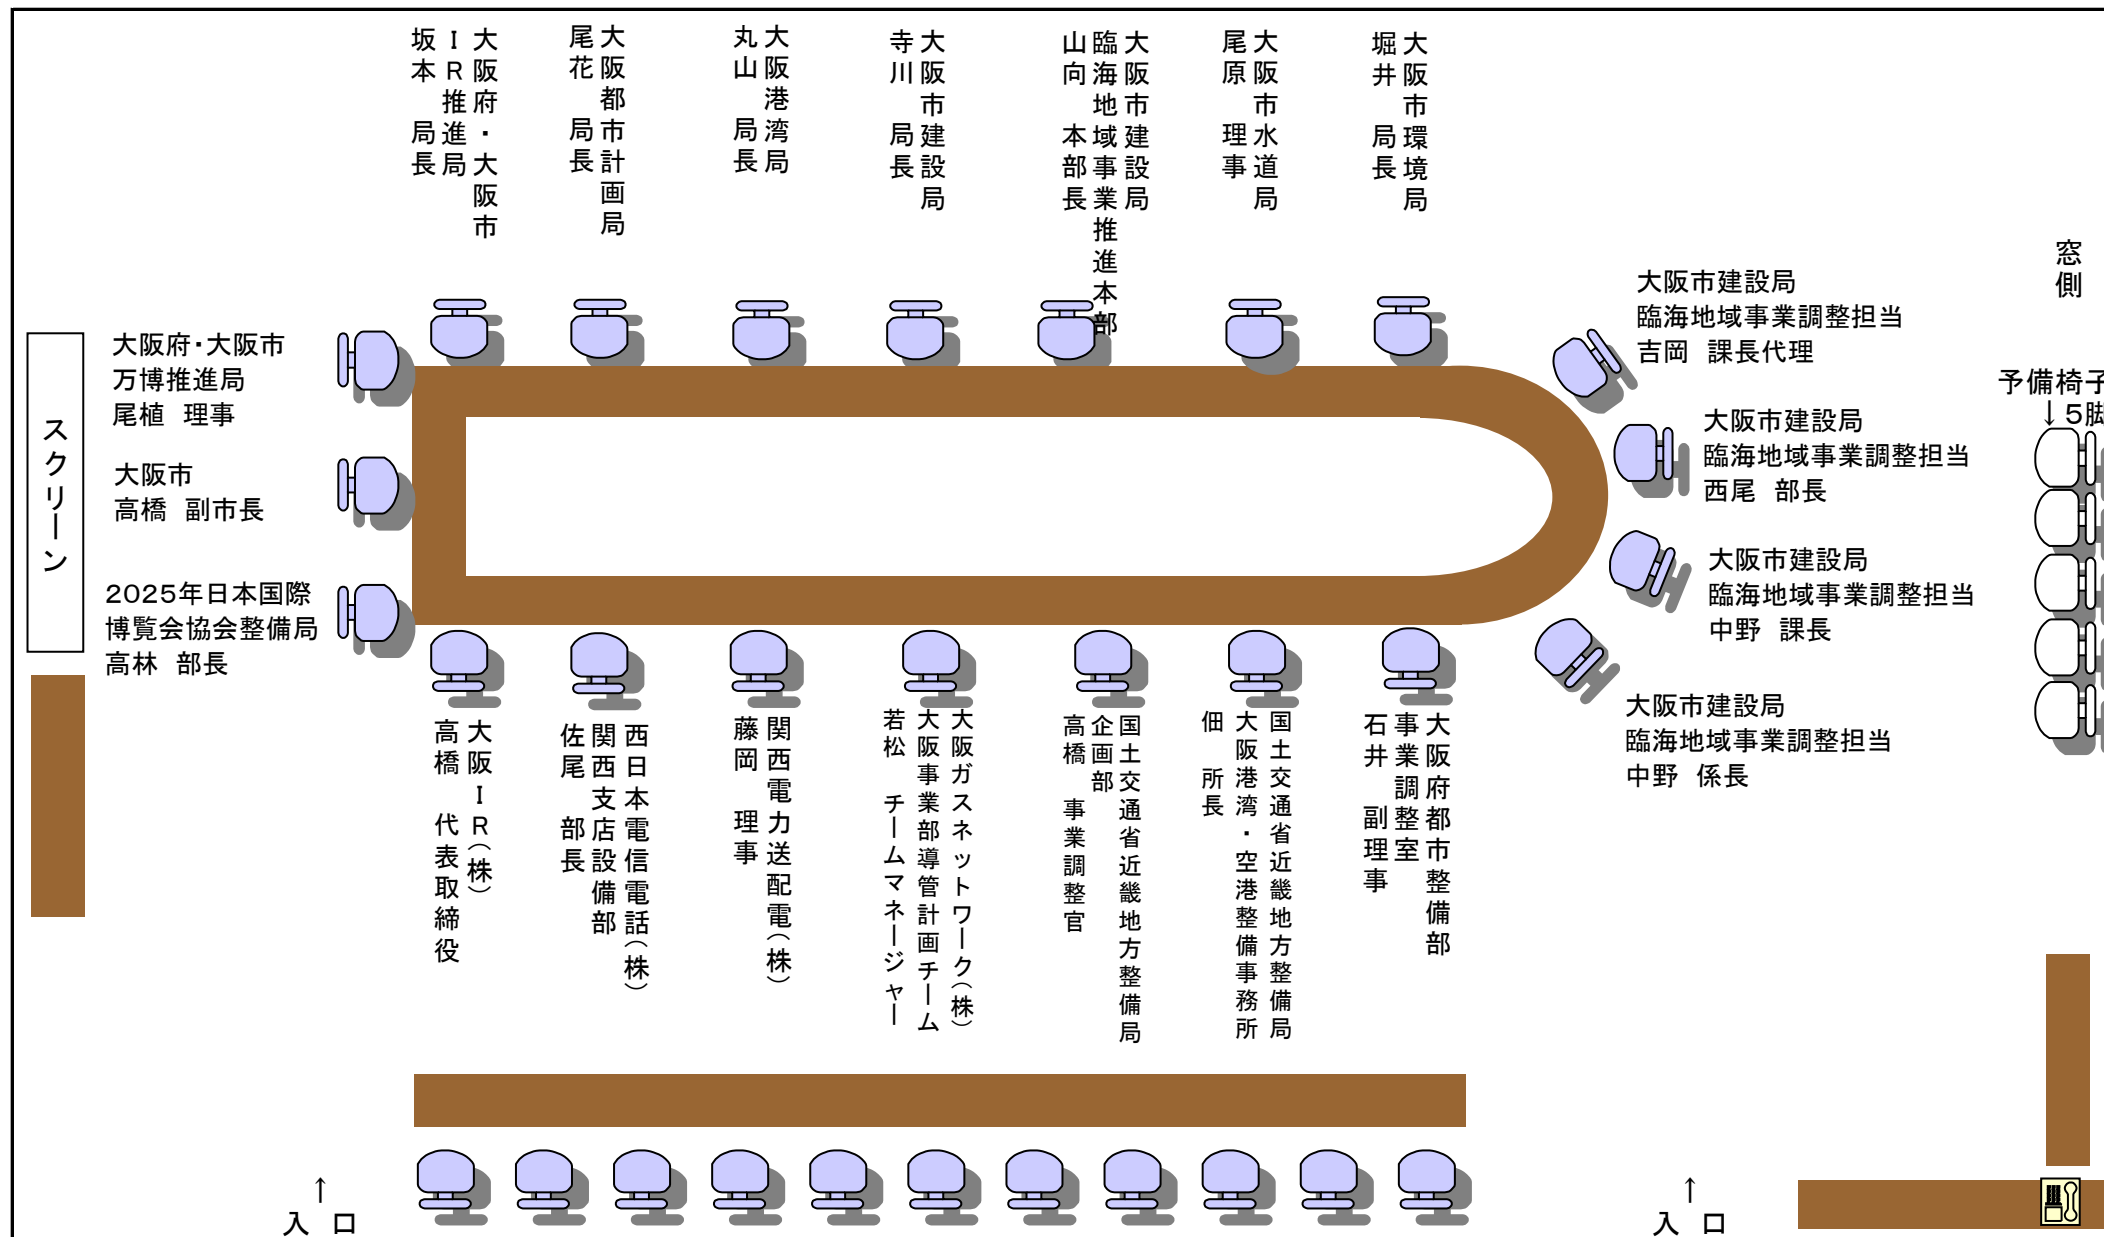 大阪府・大阪市
ＩＲ推進局
坂本　局長
大阪都市計画局
尾花　局長
大阪港湾局
丸山　局長
大阪市建設局
寺川　局長
大阪市建設局
臨海地域事業推進本部
山向　本部長
大阪市水道局
尾原　理事
大阪市環境局
堀井　局長
大阪市建設局
臨海地域事業調整担当
吉岡　課長代理
大阪市建設局
臨海地域事業調整担当
西尾　部長
大阪市建設局
臨海地域事業調整担当
中野　課長
大阪市建設局
臨海地域事業調整担当
中野　係長
窓側
予備椅子
↓５脚
スクリーン
大阪府・大阪市
万博推進局
尾植　理事
大阪市
高橋　副市長
2025年日本国際
博覧会協会整備局
高林　部長
大阪ＩＲ（株）
高橋　代表取締役
西日本電信電話（株）
関西支店設備部
佐尾　部長
関西電力送配電（株）
藤岡　理事
大阪ガスネットワーク（株）
大阪事業部導管計画チーム
若松　チームマネージャー
国土交通省近畿地方整備局
企画部
高橋　事業調整官
国土交通省近畿地方整備局
大阪港湾・空港整備事務所
佃　所長
大阪府都市整備部
事業調整室
石井　副理事
↑
入　口
↑
入　口